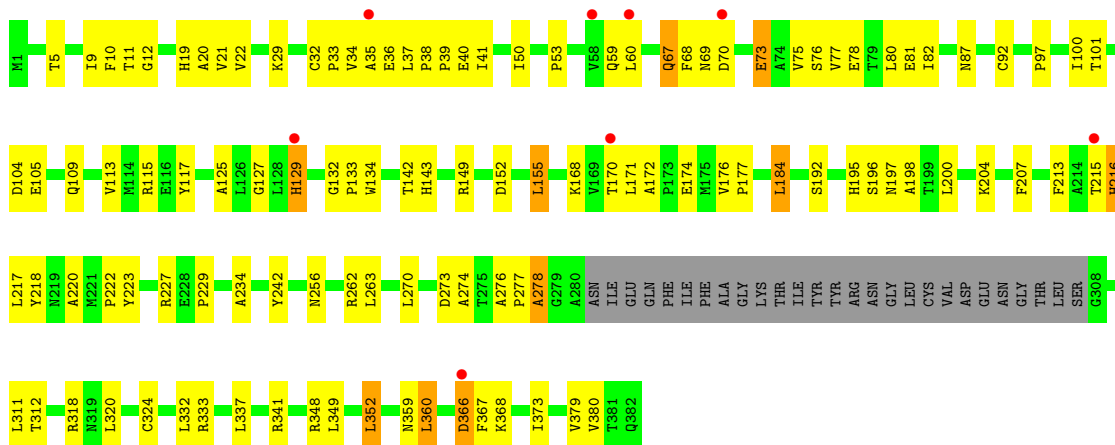 M1 T5 I9 F10 T11 G12 H19 A20 V21 V22 K29 C32 P33 V34 A35 E36 L37 P38 P39 E40 I41 I50 P53 V58 Q59 L60 Q67 F68 N69 D70 E73 A74 V75 S76 V77 E78 T79 L80 E81 I82 N87 C92 P97 I100 T101
D104 E105 Q109 V113 M114 R115 E116 Y117 A125 L126 G127 L128 H129 G132 P133 W134 T142 H143 R149 D152 L155 K168 V169 T170 L171 A172 P173 E174 M175 V176 P177 L184 S192 H195 S196 N197 A198 T199 L200 K204 F207 F213 A214 T215 H216
L217 Y218 N219 A220 M221 P222 Y223 R227 E228 P229 A234 Y242 N256 R262 L263 L270 D273 A274 T275 A276 P277 A278 G279 A280 ASN ILE GLU GLN PHE ILE PHE ALA GLY LYS THR ILE TYR TYR ARG ASN GLY LEU CYS VAL ASP GLU ASN GLY THR LEU SER G308
L311 T312 R318 N319 L320 C324 L332 R333 L337 R341 R348 L349 L352 N359 L360 D366 F367 K368 I373 V379 V380 T381 Q382